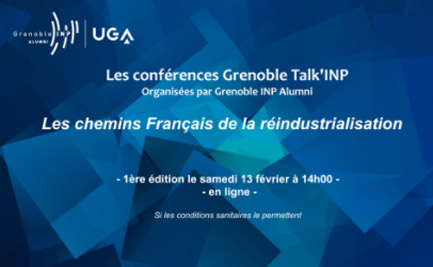 Grenoble INP
ALUMNI
UGA
Les conférences Grenoble Talk'INP
Organisées par Grenoble INP Alumni
Les chemins Français de la réindustrialisation
- 1ère édition le samedi 13 février à 14h00 -
- en ligne -
Si les conditions sanitaires le permettent